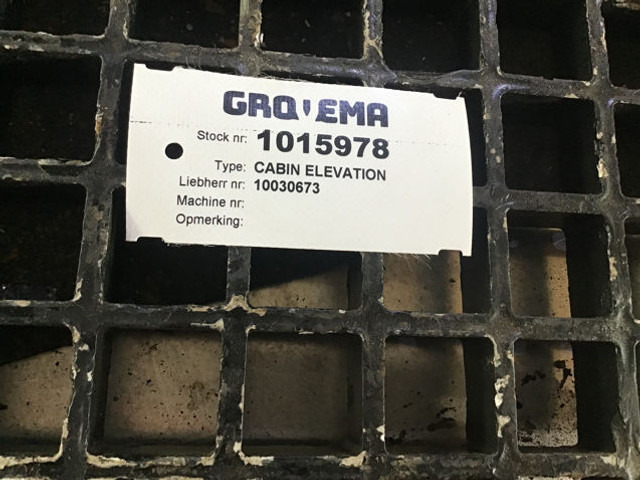 GROVEMA
Stock nr: 1015978
Type: CABIN ELEVATION
Liebherr nr: 10030673
Machine nr:
Opmerking: